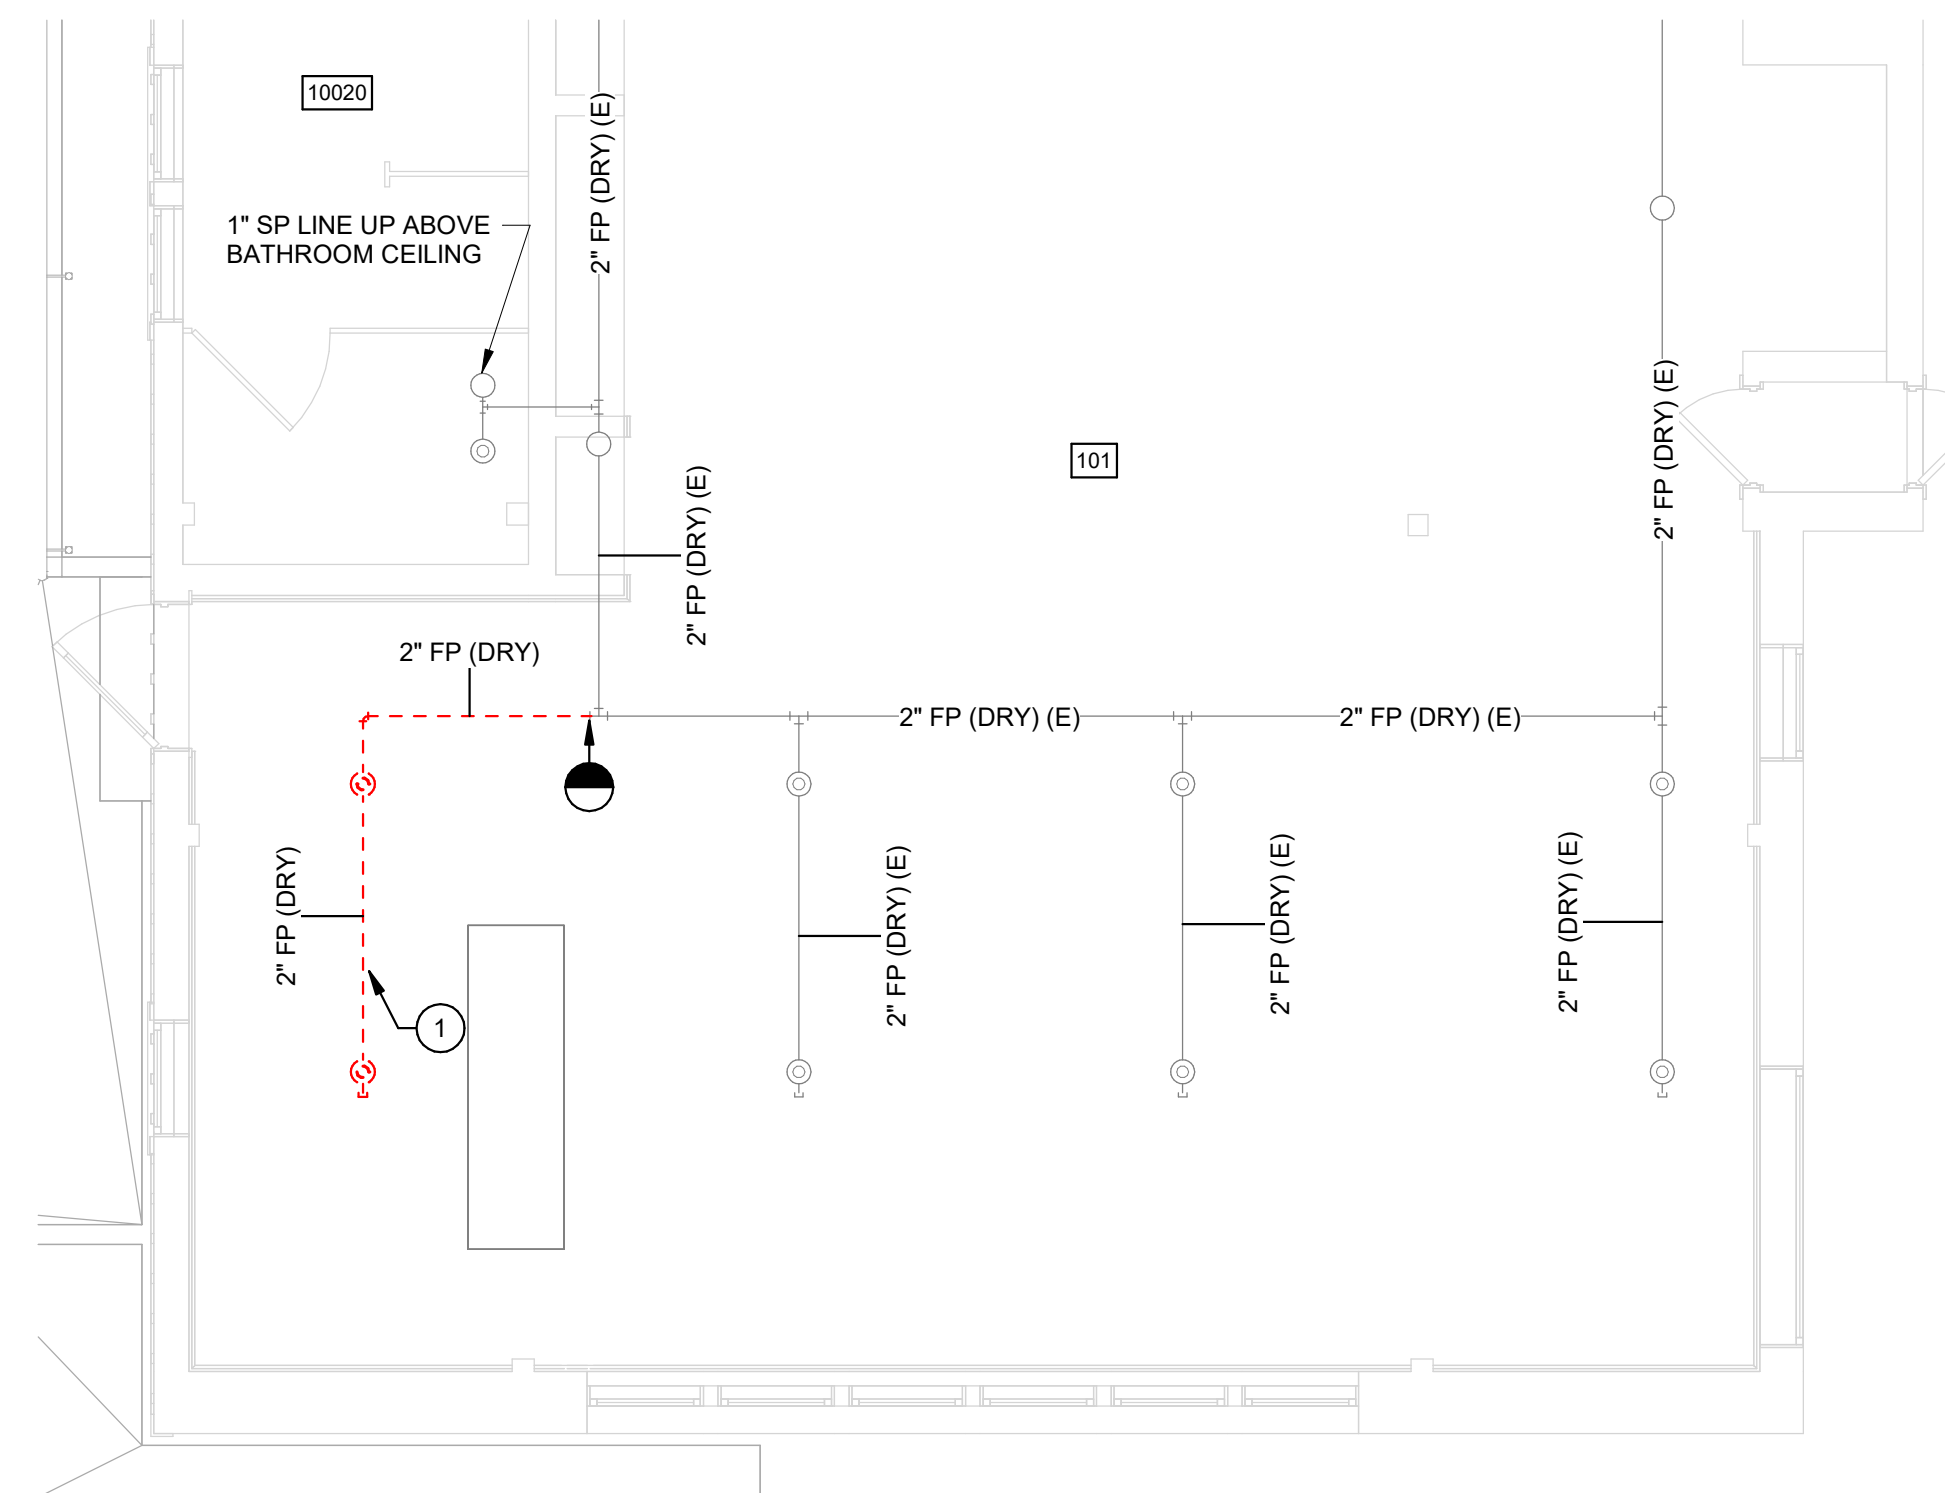 10020
2" FP (DRY) (E)
1" SP LINE UP ABOVE
BATHROOM CEILING
2" FP (DRY) (E)
101
2" FP (DRY) (E)
2" FP (DRY)
2" FP (DRY) (E)
2" FP (DRY) (E)
2" FP (DRY)
2" FP (DRY) (E)
2" FP (DRY) (E)
2" FP (DRY) (E)
1